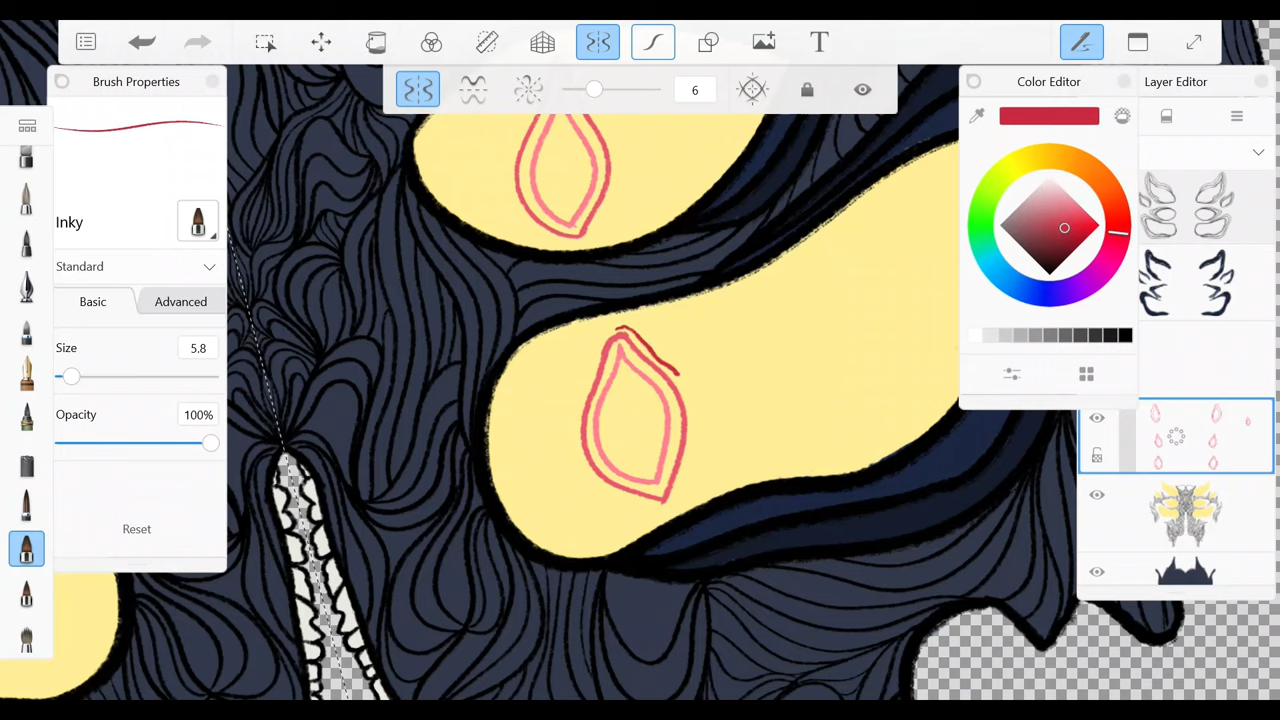 T
Brush Properties
6
Color Editor
Layer Editor
Inky
Standard
Basic
Advanced
Size
5.8
Opacity
100%
Reset